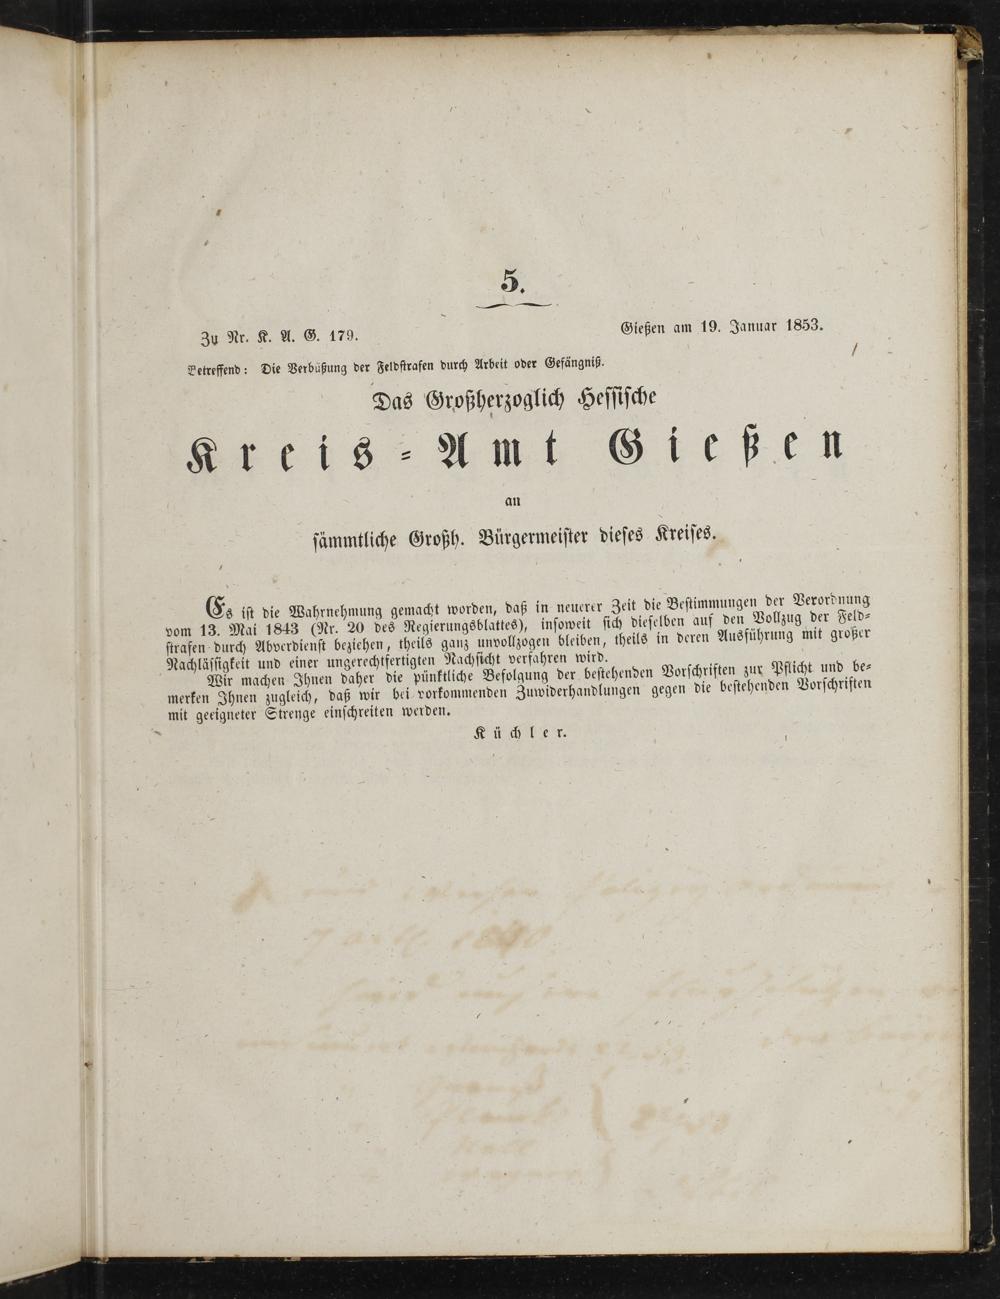 5.
Zu Nr. K. A. G. 179.
Gießen am 19. Januar 1853.
Betreffend: Die Verbüßung der Feldstrafen durch Arbeit oder Gefängniß.
Das Großherzoglich Hessische
Kreis-Amt Gießen
an
sämmtliche Großh. Bürgermeister dieses Kreises.
Es ist die Wahrnehmung gemacht worden, daß in neuerer Zeit die Bestimmungen der Verordnung
vom 13. Mai 1843 (Nr. 20 des Regierungsblattes), insoweit sich dieselben auf den Vollzug der Feld-
strafen durch Abverdienst beziehen, theils ganz unvollzogen bleiben, theils in deren Ausführung mit großer
Nachlässigkeit und einer ungerechtfertigten Nachsicht verfahren wird.
Wir machen Ihnen daher die pünktliche Befolgung der bestehenden Vorschriften zur Pflicht und be-
merken Ihnen zugleich, daß wir bei vorkommenden Zuwiderhandlungen gegen die bestehenden Vorschriften
mit geeigneter Strenge einschreiten werden.
Küchler.